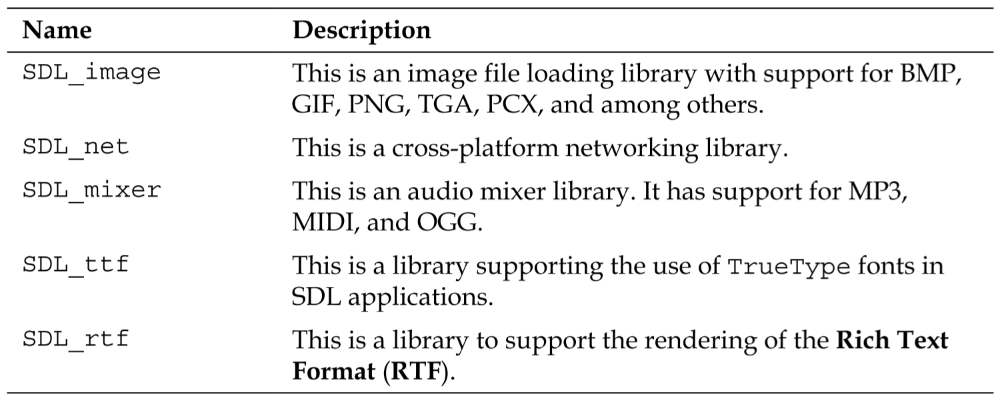 Name Description
SDL_image This is an image file loading library with support for BMP,
GIF, PNG, TGA, PCX, and among others.
SDL_net This is a cross-platform networking library.
SDL_mixer This is an audio mixer library. It has support for MP3,
MIDI, and OGG.
SDL_ttf This is a library supporting the use of TrueType fonts in
SDL applications.
SDL_rtf This is a library to support the rendering of the Rich Text
Format (RTF).